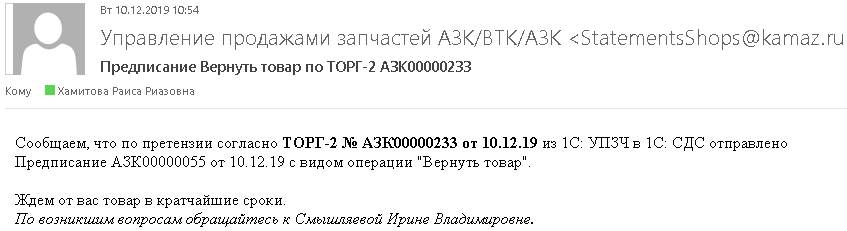 Вт 10.12.2019 10:54
Управление продажами запчастей АЗК/ВТК/АЗК <StatementsShops@kamaz.ru
Предписание Вернуть товар по ТОРГ-2 АЗК00000233
Кому Хамитова Раиса Риазовна
Сообщаем, что по претензии согласно ТОРГ-2 № АЗК00000233 от 10.12.19 из 1С: УПЗЧ в 1С: СДС отправлено
Предписание АЗК00000055 от 10.12.19 с видом операции "Вернуть товар".
Ждем от вас товар в кратчайшие сроки.
По возникшим вопросам обращайтесь к Смышляевой Ирине Владимировне.